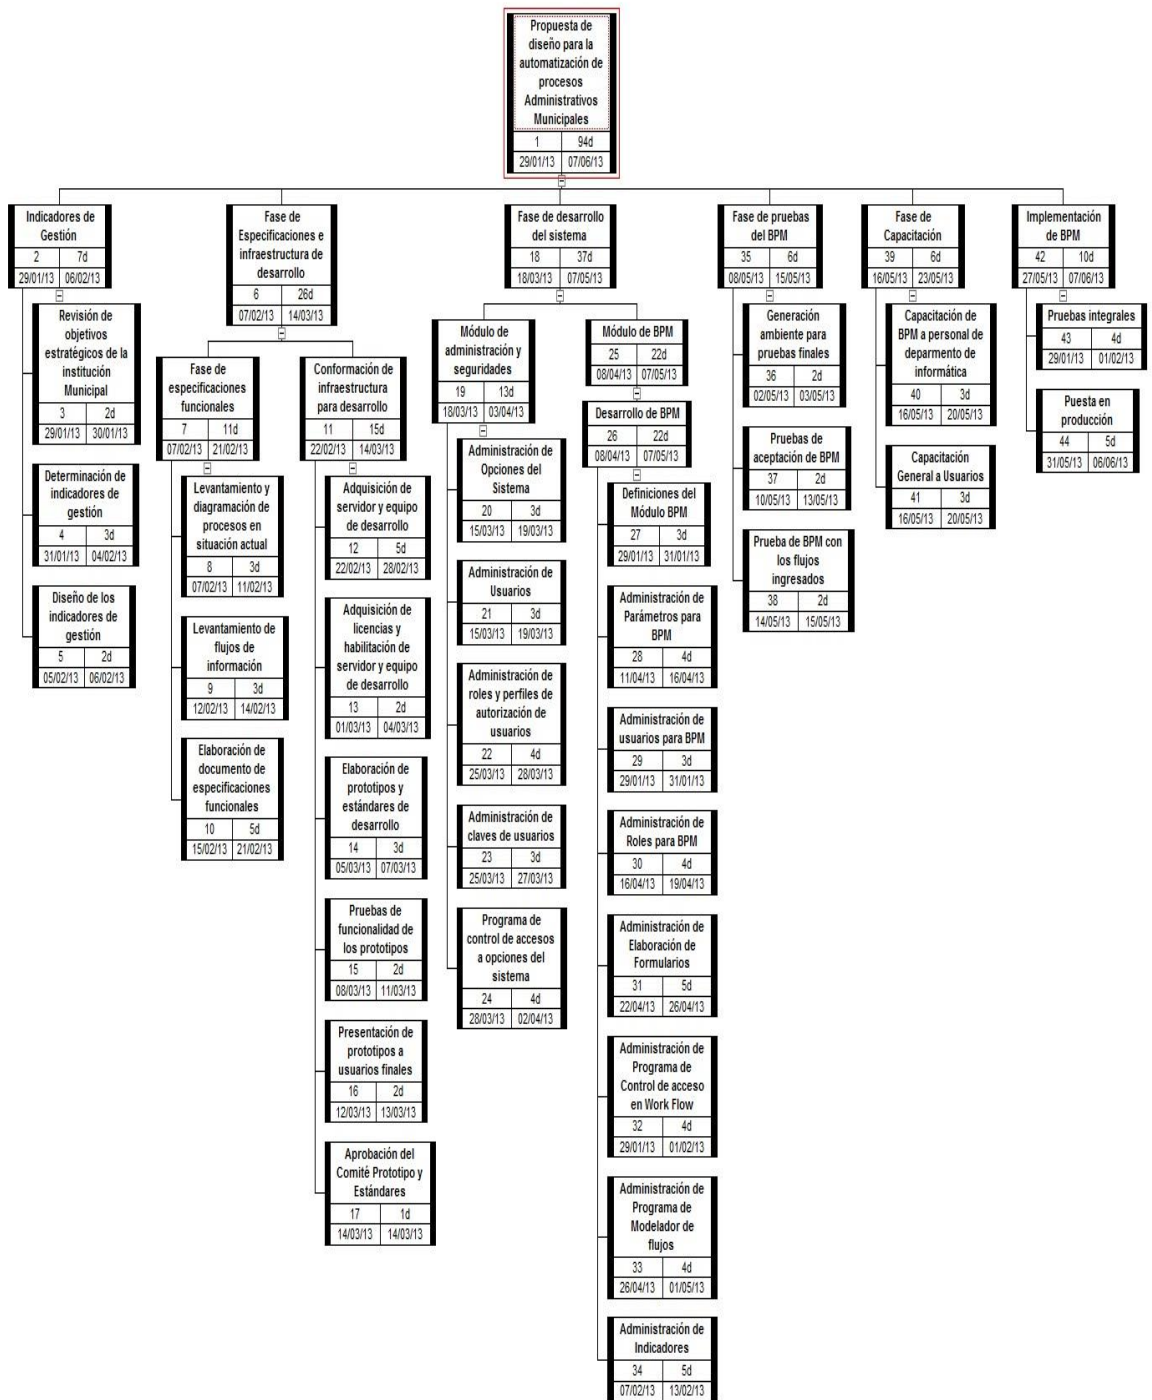 Propuesta de
diseño para la
automatización de
procesos
Administrativos
Municipales
1 94d
29/01/13 07/06/13
Indicadores de
Gestión
2 7d
29/01/13 06/02/13
Revisión de
objetivos
estratégicos de la
institución
Municipal
3 2d
29/01/13 30/01/13
Determinación de
indicadores de
gestión
4 3d
31/01/13 04/02/13
Diseño de los
indicadores de
gestión
5 2d
05/02/13 06/02/13
Fase de
Especificaciones e
infraestructura de
desarrollo
6 26d
07/02/13 14/03/13
Fase de
especificaciones
funcionales
7 11d
07/02/13 21/02/13
Levantamiento y
diagramación de
procesos en
situación actual
8 3d
07/02/13 11/02/13
Levantamiento de
flujos de
información
9 3d
12/02/13 14/02/13
Elaboración de
documento de
especificaciones
funcionales
10 5d
15/02/13 21/02/13
Conformación de
infraestructura
para desarrollo
11 15d
22/02/13 14/03/13
Adquisición de
servidor y equipo
de desarrollo
12 5d
22/02/13 28/02/13
Adquisición de
licencias y
habilitación de
servidor y equipo
de desarrollo
13 2d
01/03/13 04/03/13
Elaboración de
prototipos y
estándares de
desarrollo
14 3d
05/03/13 07/03/13
Pruebas de
funcionalidad de
los prototipos
15 2d
08/03/13 11/03/13
Presentación de
prototipos a
usuarios finales
16 2d
12/03/13 13/03/13
Aprobación del
Comité Prototipo y
Estándares
17 1d
14/03/13 14/03/13
Fase de desarrollo
del sistema
18 37d
18/03/13 07/05/13
Módulo de
administración y
seguridades
19 13d
18/03/13 03/04/13
Administración de
Opciones del
Sistema
20 3d
15/03/13 19/03/13
Administración de
Usuarios
21 3d
15/03/13 19/03/13
Administración de
roles y perfiles de
autorización de
usuarios
22 4d
25/03/13 28/03/13
Administración de
claves de usuarios
23 3d
25/03/13 27/03/13
Programa de
control de accesos
a opciones del
sistema
24 4d
28/03/13 02/04/13
Módulo de BPM
25 22d
08/04/13 07/05/13
Desarrollo de BPM
26 22d
08/04/13 07/05/13
Definiciones del
Módulo BPM
27 3d
29/01/13 31/01/13
Administración de
Parámetros para
BPM
28 4d
11/04/13 16/04/13
Administración de
usuarios para BPM
29 3d
29/01/13 31/01/13
Administración de
Roles para BPM
30 4d
16/04/13 19/04/13
Administración de
Elaboración de
Formularios
31 5d
22/04/13 26/04/13
Administración de
Programa de
Control de acceso
en Work Flow
32 4d
29/01/13 01/02/13
Administración de
Programa de
Modelador de
flujos
33 4d
26/04/13 01/05/13
Administración de
Indicadores
34 5d
07/02/13 13/02/13
Fase de pruebas
del BPM
35 6d
08/05/13 15/05/13
Generación
ambiente para
pruebas finales
36 2d
02/05/13 03/05/13
Pruebas de
aceptación de BPM
37 2d
10/05/13 13/05/13
Prueba de BPM con
los flujos
ingresados
38 2d
14/05/13 15/05/13
Fase de
Capacitación
39 6d
16/05/13 23/05/13
Capacitación de
BPM a personal de
deparmento de
informática
40 3d
16/05/13 20/05/13
Capacitación
General a Usuarios
41 3d
16/05/13 20/05/13
Implementación
de BPM
42 10d
27/05/13 07/06/13
Pruebas integrales
43 4d
29/01/13 01/02/13
Puesta en
producción
44 5d
31/05/13 06/06/13